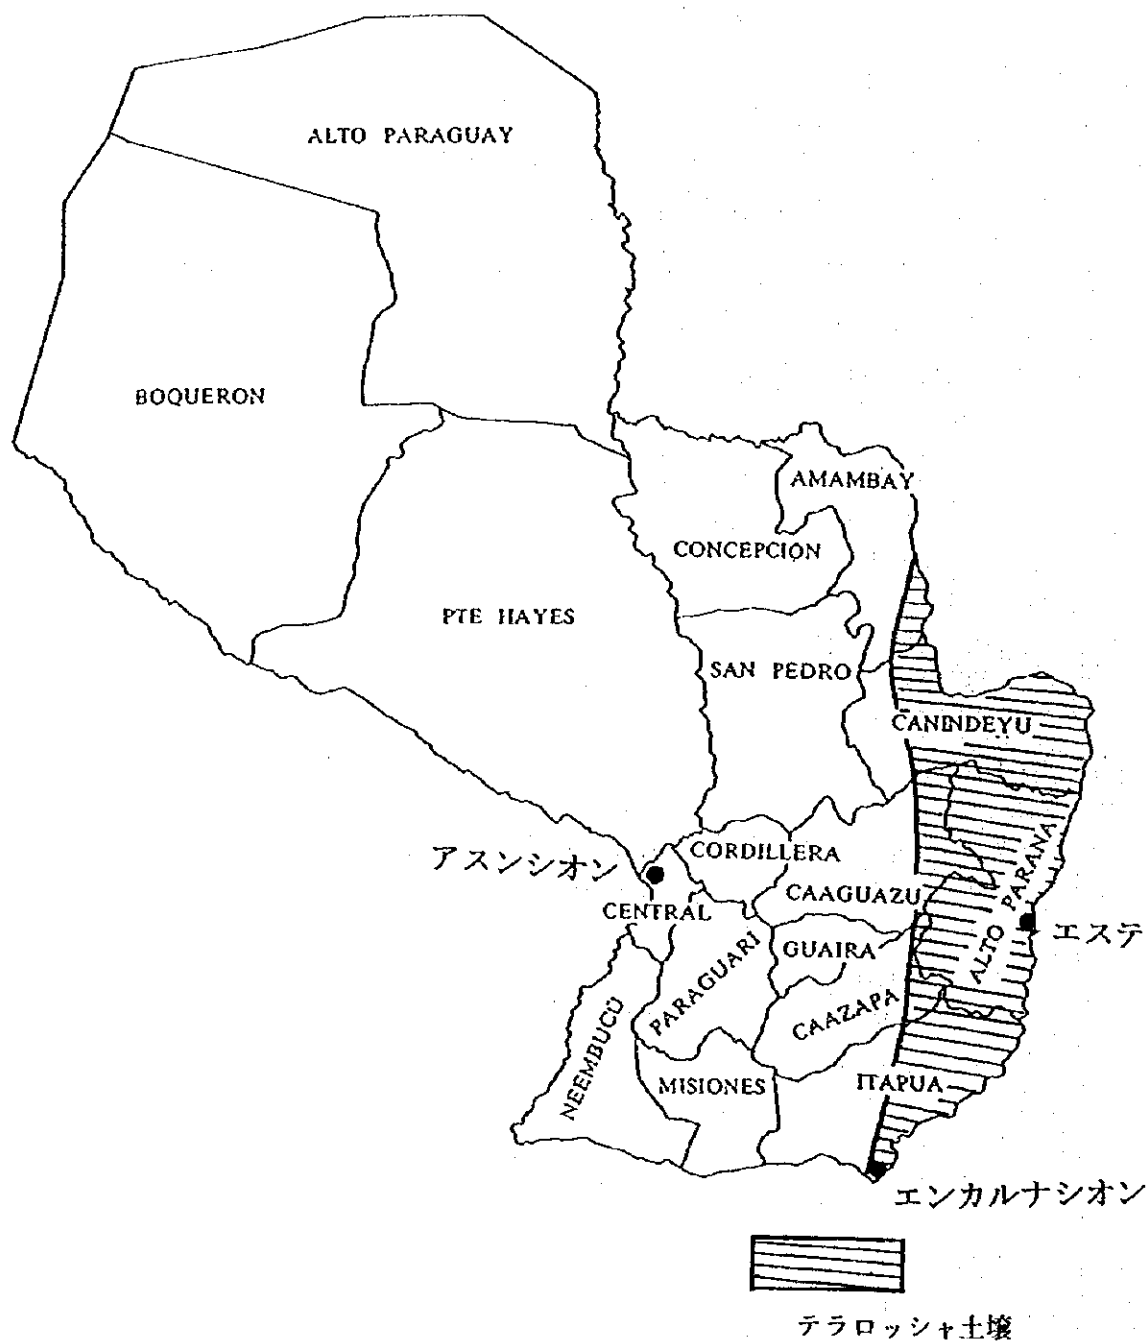 ALTO PARAGUAY
BOQUERON
AMAMBAY
CONCEPCION
PTE HAYES
SAN PEDRO
CANINDEYU
アスンシオン
CORDILLERA
ALTO PARANA
CAAGUAZU
CENTRAL
エステ
GUAIRA
PARAGUARI
CAAZAPA
NEEMBUCU
MISIONES
ITAPUA
エンカルナシオン
テラロッシャ土壌